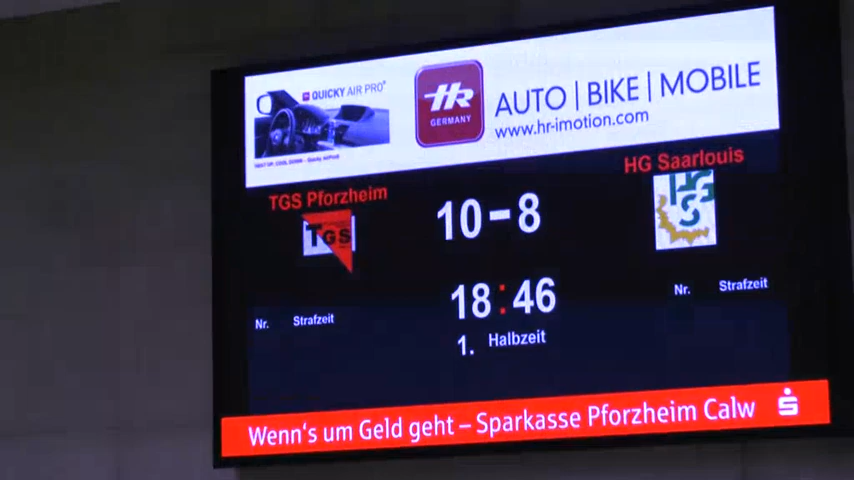 QUICKY AIR PRO
HR
GERMANY
AUTO | BIKE | MOBILE
www.hr-imotion.com
TGS Pforzheim
HG Saarlouis
TGS
HG
S
10-8
18:46
1. Halbzeit
Nr. Strafzeit
Nr. Strafzeit
Wenn's um Geld geht – Sparkasse Pforzheim Calw